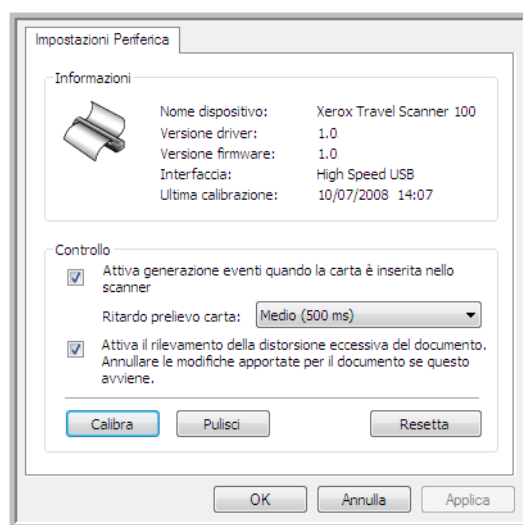 Impostazioni Periferica
Informazioni
Nome dispositivo: Xerox Travel Scanner 100
Versione driver: 1.0
Versione firmware: 1.0
Interfaccia: High Speed USB
Ultima calibrazione: 10/07/2008 14:07
Controllo
Attiva generazione eventi quando la carta è inserita nello
scanner
Ritardo prelievo carta: Medio (500 ms)
Attiva il rilevamento della distorsione eccessiva del documento.
Annullare le modifiche apportate per il documento se questo
avviene.
Calibra Pulisci Resetta
OK Annulla Applica